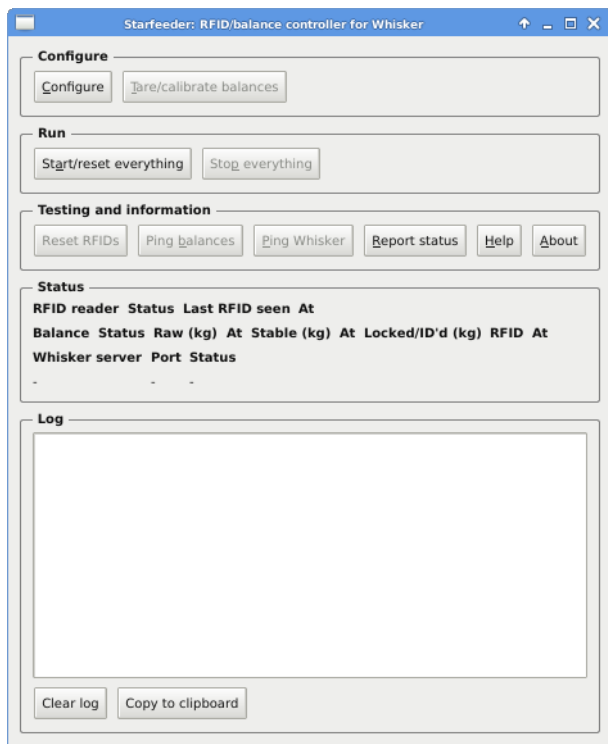 Starfeeder: RFID/balance controller for Whisker
Configure
Configure Tare/calibrate balances
Run
Start/reset everything Stop everything
Testing and information
Reset RFIDs Ping balances Ping Whisker Report status Help About
Status
RFID reader Status Last RFID seen At
Balance Status Raw (kg) At Stable (kg) At Locked/ID'd (kg) RFID At
Whisker server Port Status
- - -
Log
Clear log Copy to clipboard